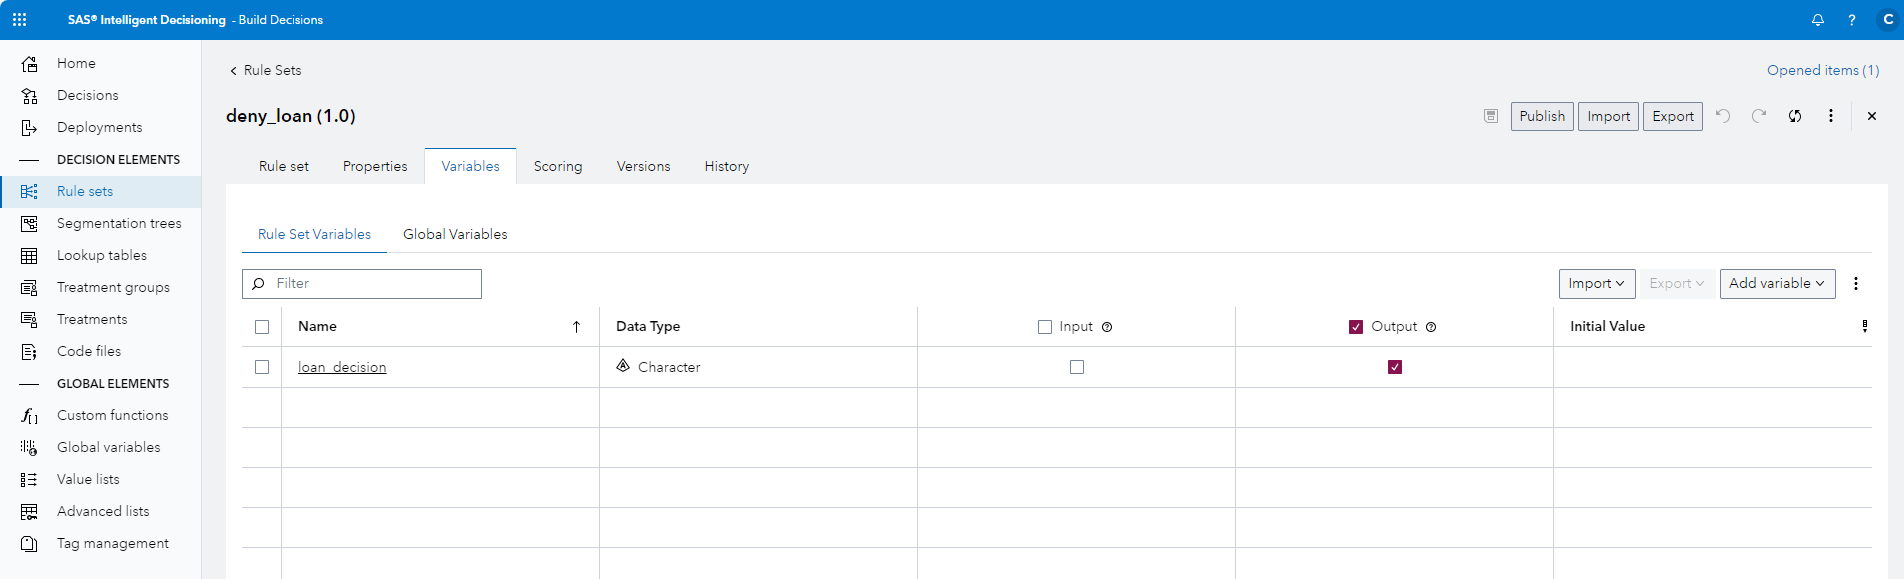 SAS® Intelligent Decisioning - Build Decisions
? C
Home
Decisions
Deployments
DECISION ELEMENTS
Rule sets
Segmentation trees
Lookup tables
Treatment groups
Treatments
Code files
GLOBAL ELEMENTS
Custom functions
Global variables
Value lists
Advanced lists
Tag management
Rule Sets
Opened items (1)
deny_loan (1.0)
Publish Import Export
Rule set Properties Variables Scoring Versions History
Rule Set Variables Global Variables
Filter
Import Export Add variable
Name Data Type Input Output Initial Value
loan_decision Character